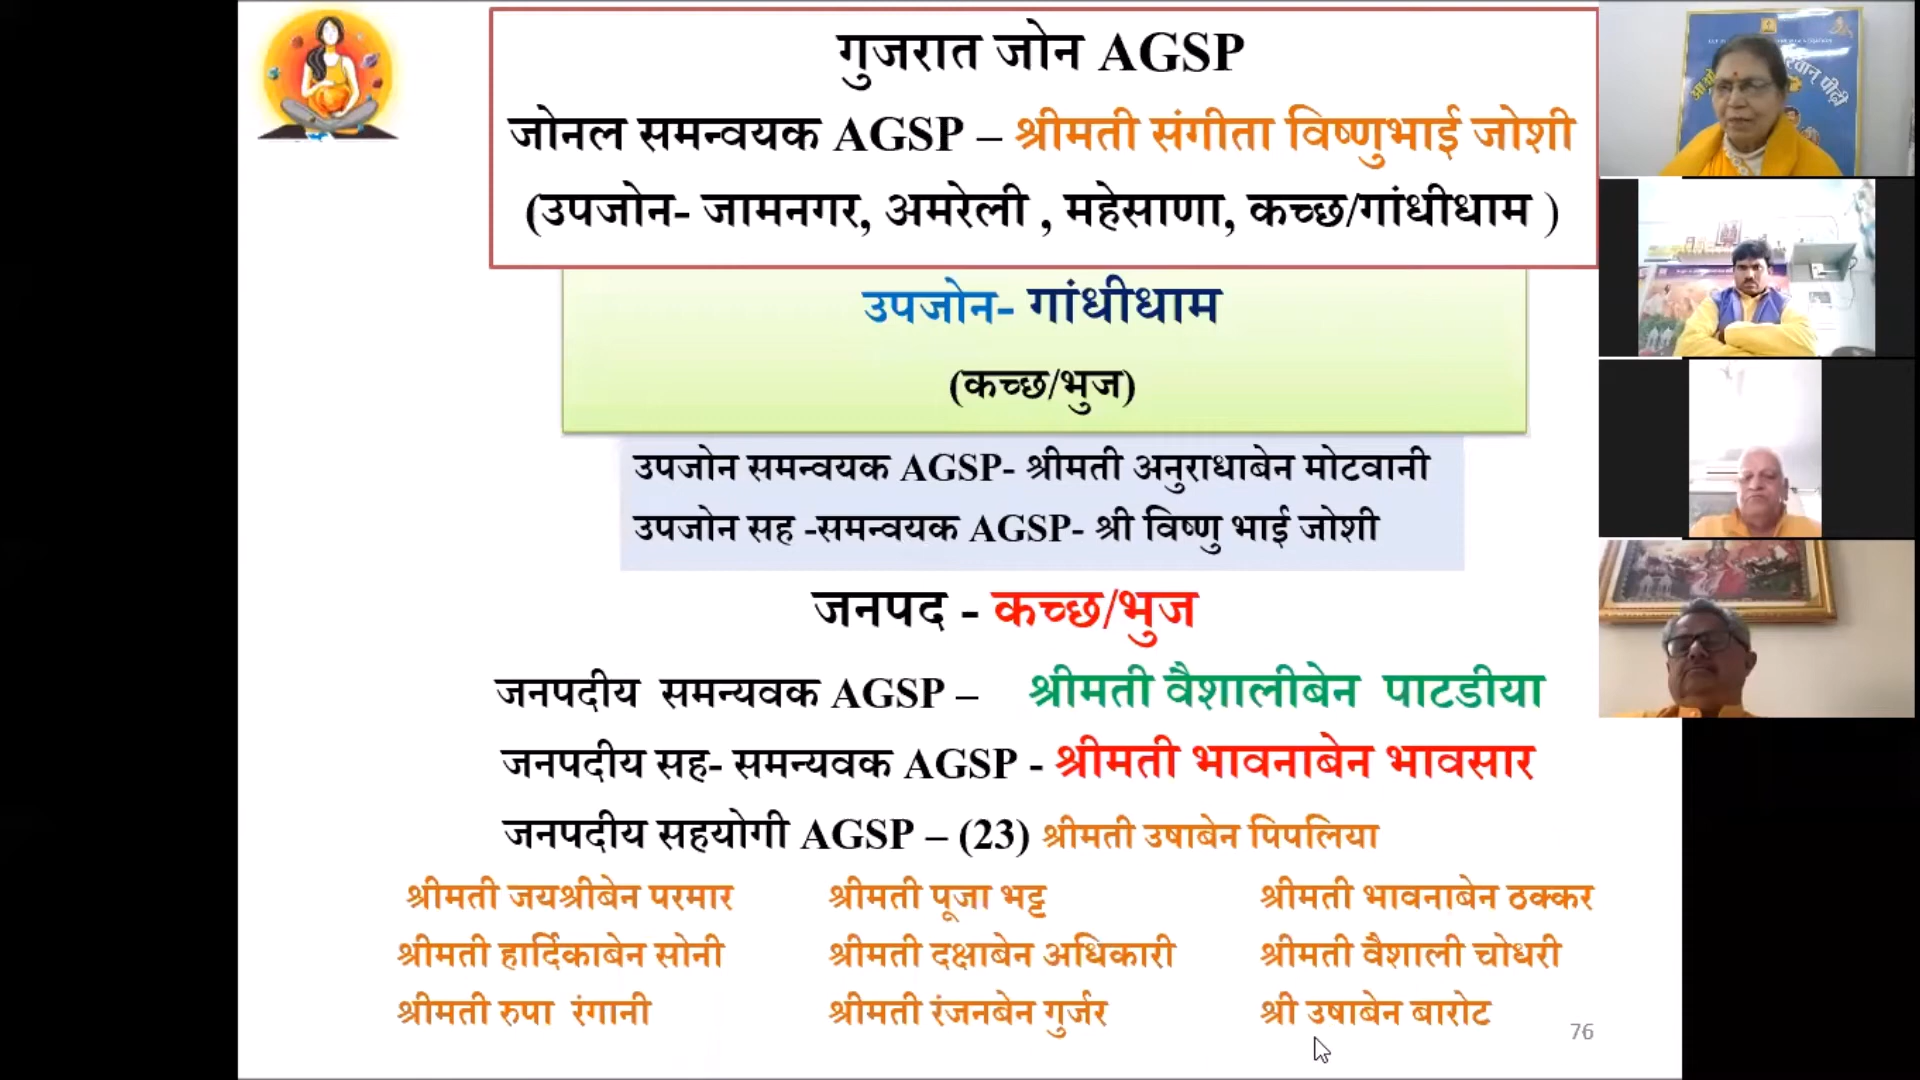 गुजरात जोन AGSP
जोनल समन्वयक AGSP – श्रीमती संगीता विष्णुभाई जोशी
(उपजोन- जामनगर, अमरेली , महेसाणा, कच्छ/गांधीधाम )
उपजोन- गांधीधाम
(कच्छ/भुज)
उपजोन समन्वयक AGSP- श्रीमती अनुराधाबेन मोटवानी
उपजोन सह -समन्वयक AGSP- श्री विष्णु भाई जोशी
जनपद - कच्छ/भुज
जनपदीय समन्यवक AGSP – श्रीमती वैशालीबेन पाटडीया
जनपदीय सह- समन्यवक AGSP - श्रीमती भावनाबेन भावसार
जनपदीय सहयोगी AGSP – (23) श्रीमती उषाबेन पिपलिया
श्रीमती जयश्रीबेन परमार श्रीमती पूजा भट्ट श्रीमती भावनाबेन ठक्कर
श्रीमती हार्दिकाबेन सोनी श्रीमती दक्षाबेन अधिकारी श्रीमती वैशाली चोधरी
श्रीमती रुपा रंगानी श्रीमती रंजनबेन गुर्जर श्री उषाबेन बारोट
76